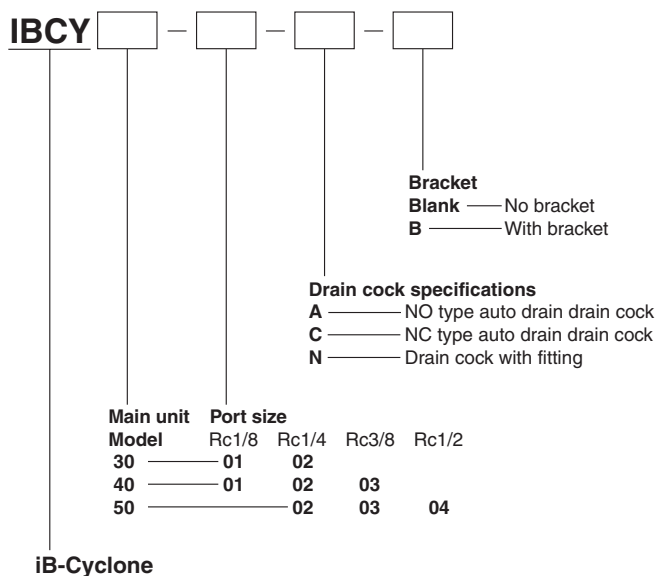 IBCY – – –
Bracket
Blank No bracket
B With bracket
Drain cock specifications
A NO type auto drain drain cock
C NC type auto drain drain cock
N Drain cock with fitting
Main unit Port size
Model Rc1/8 Rc1/4 Rc3/8 Rc1/2
30 01 02
40 01 02 03
50 02 03 04
iB-Cyclone